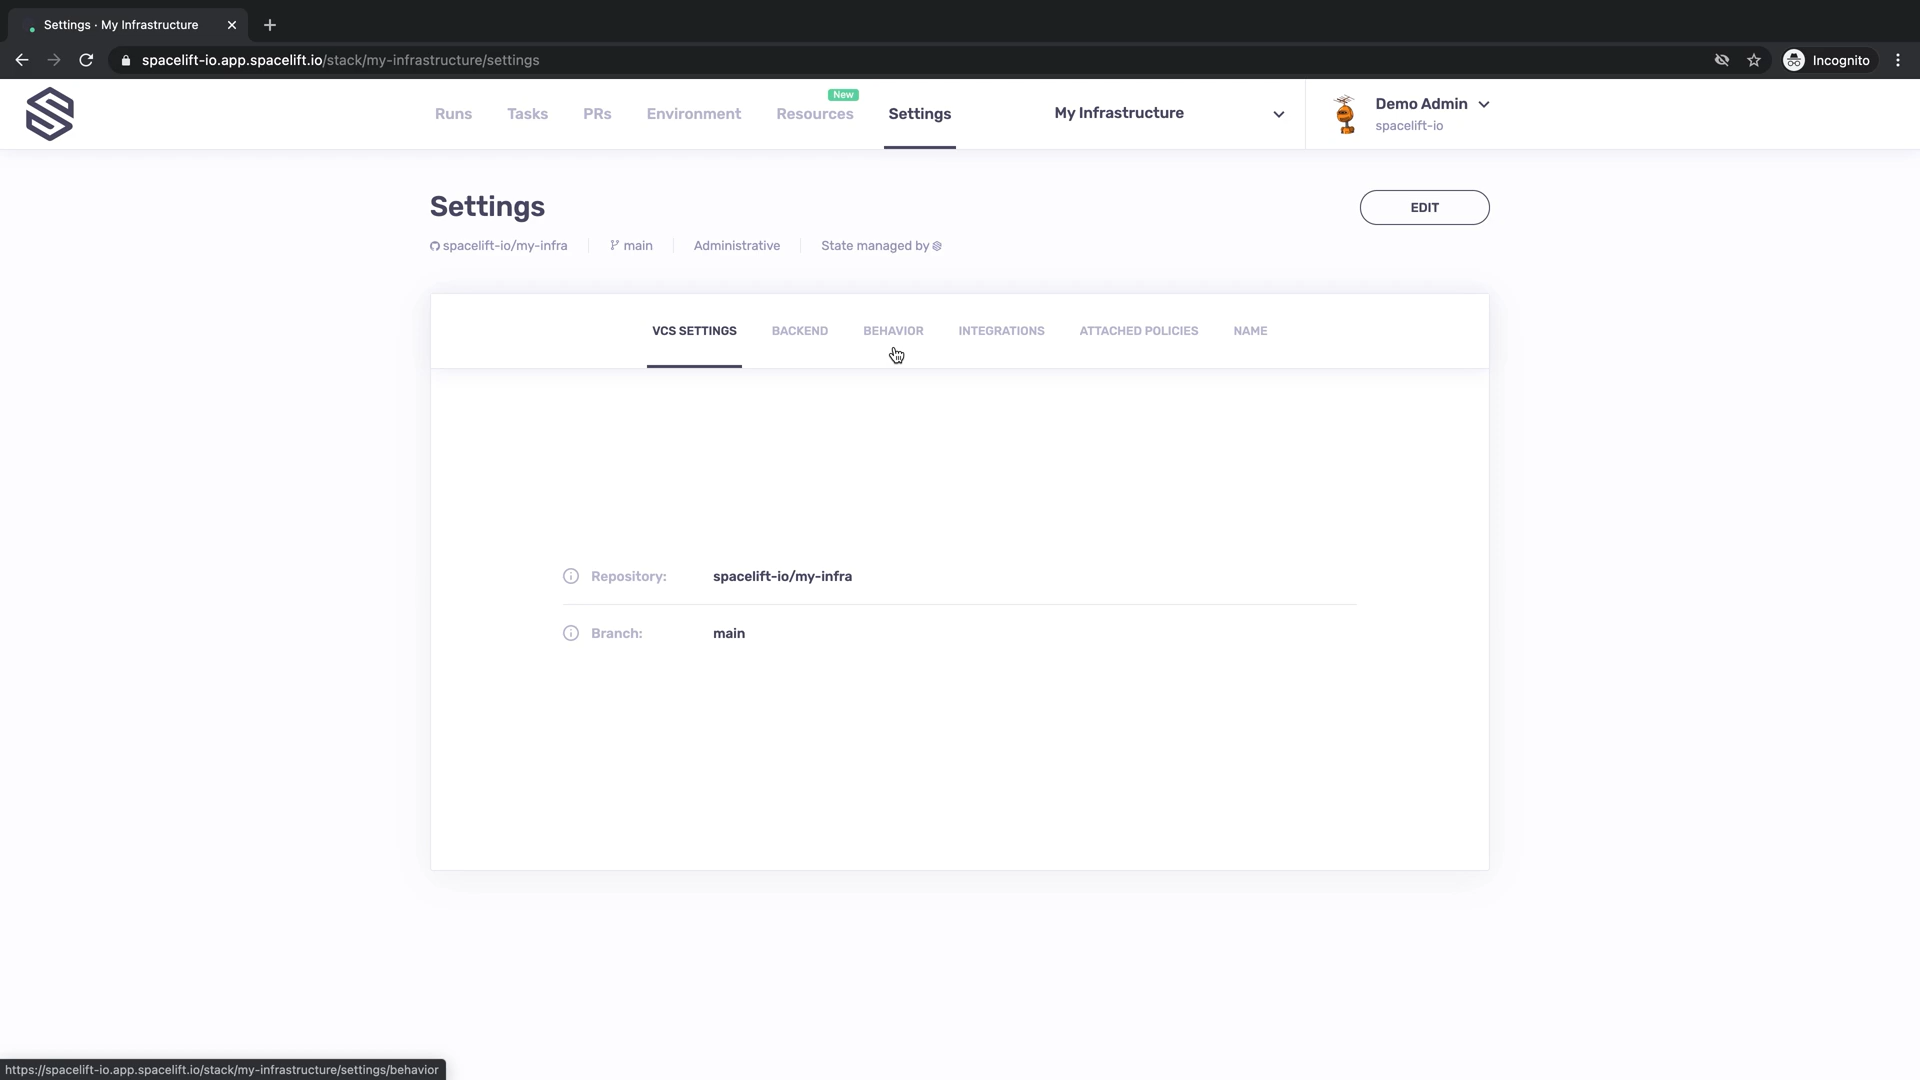 Settings · My Infrastructure
spacelift-io.app.spacelift.io/stack/my-infrastructure/settings
Incognito
Runs
Tasks
PRs
Environment
Resources
New
Settings
My Infrastructure
Demo Admin
spacelift-io
Settings
EDIT
spacelift-io/my-infra
main
Administrative
State managed by
VCS SETTINGS
BACKEND
BEHAVIOR
INTEGRATIONS
ATTACHED POLICIES
NAME
Repository: spacelift-io/my-infra
Branch: main
https://spacelift-io.app.spacelift.io/stack/my-infrastructure/settings/behavior